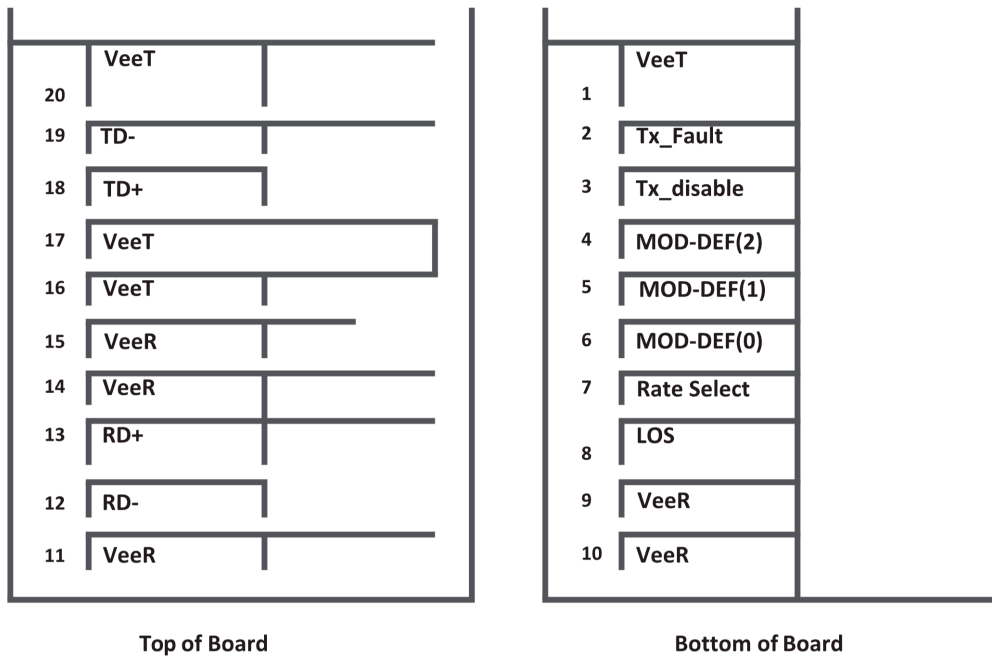 VeeT
20
19 TD-
18 TD+
17 VeeT
16 VeeT
15 VeeR
14 VeeR
13 RD+
12 RD-
11 VeeR
Top of Board
VeeT
1
2 Tx_Fault
3 Tx_disable
4 MOD-DEF(2)
5 MOD-DEF(1)
6 MOD-DEF(0)
7 Rate Select
LOS
8
9 VeeR
10 VeeR
Bottom of Board